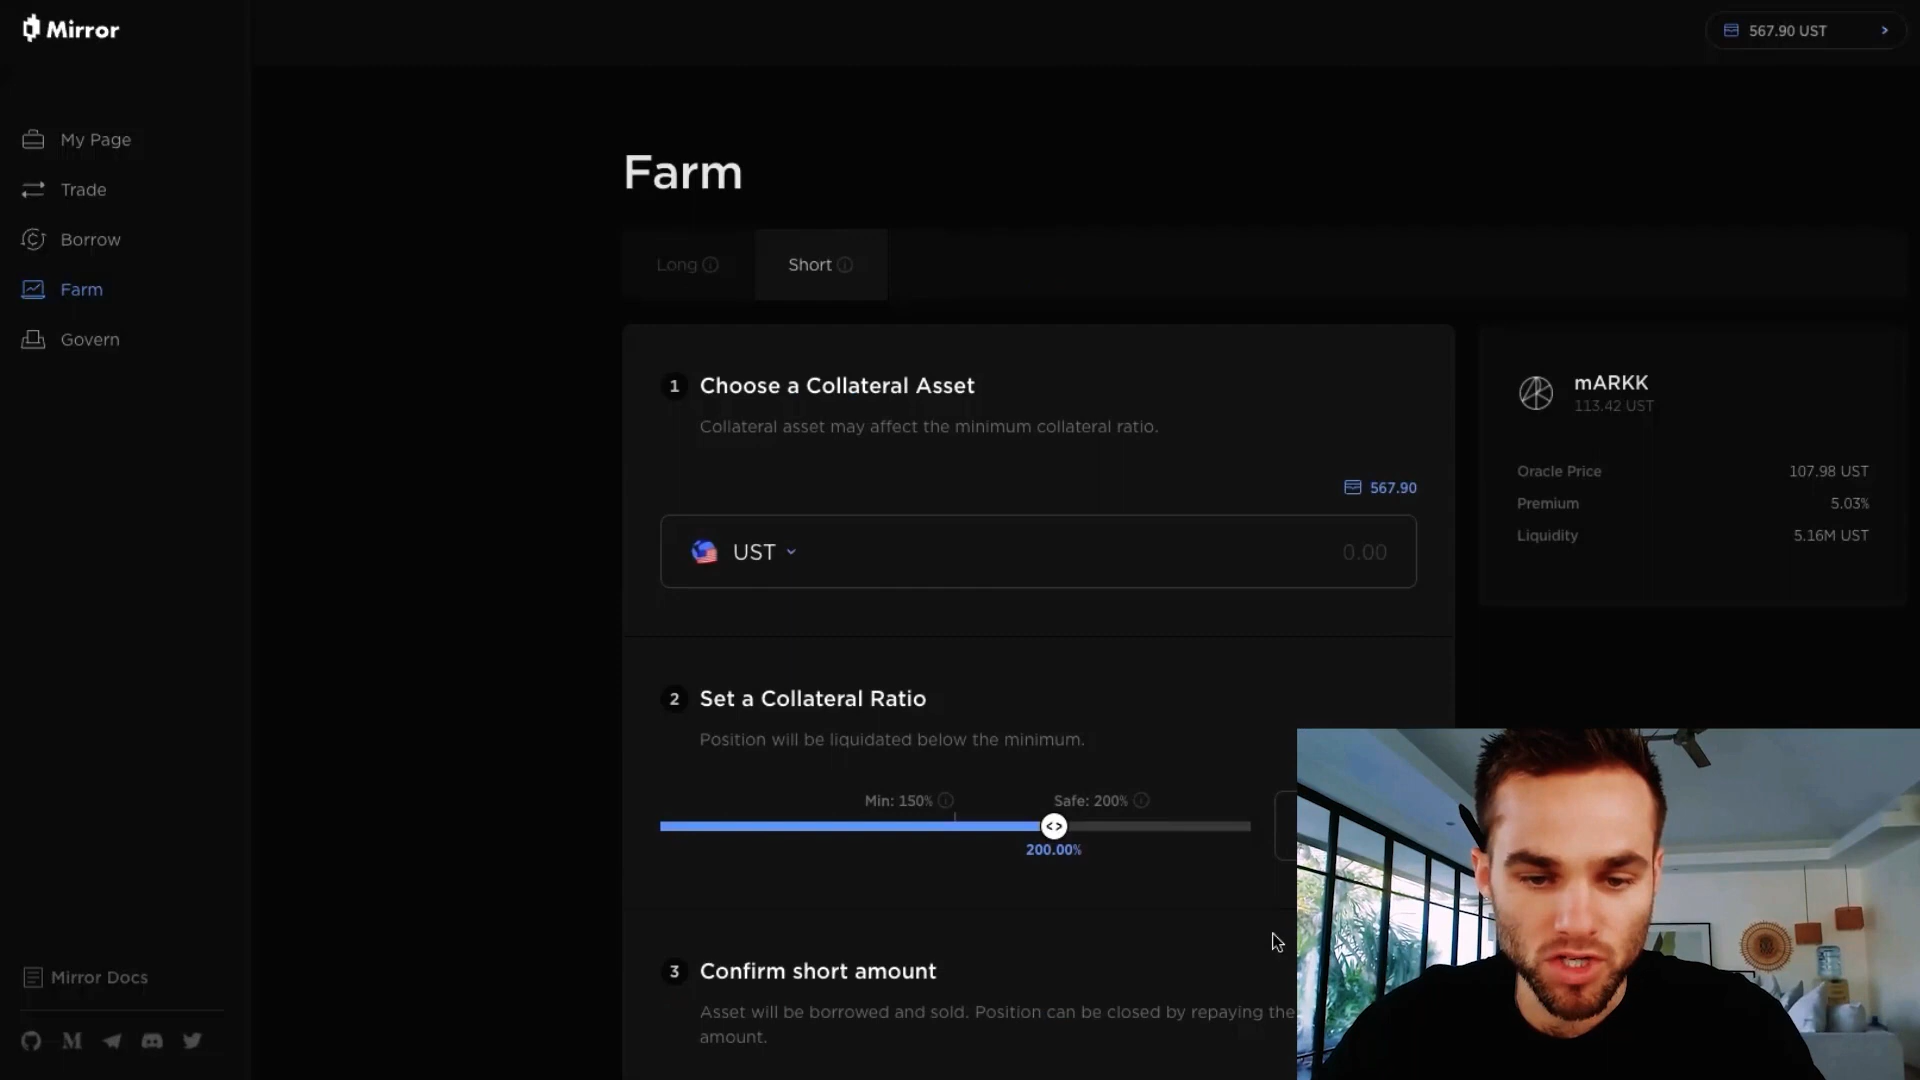 Mirror
567.90 UST
My Page
Trade
Borrow
Farm
Govern
Mirror Docs
Farm
Long
Short
1 Choose a Collateral Asset
Collateral asset may affect the minimum collateral ratio.
567.90
UST
0.00
2 Set a Collateral Ratio
Position will be liquidated below the minimum.
Min: 150%
Safe: 200%
200.00%
3 Confirm short amount
Asset will be borrowed and sold. Position can be closed by repaying the
amount.
mARKK
113.42 UST
Oracle Price 107.98 UST
Premium 5.03%
Liquidity 5.16M UST